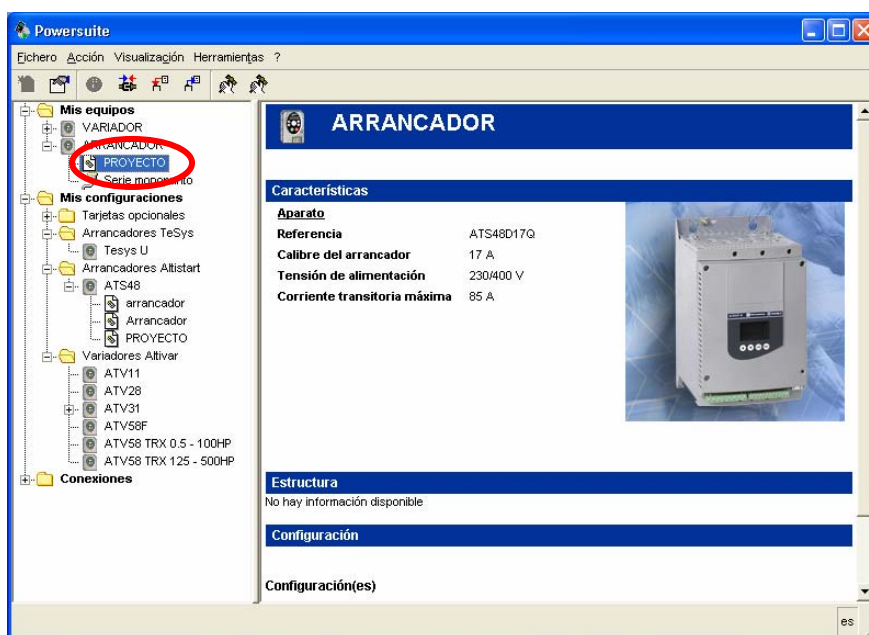 Powersuite
Fichero Acción Visualización Herramientas ?
Mis equipos
VARIADOR
ARRANCADOR
PROYECTO
Serie monopunto
Mis configuraciones
Tarjetas opcionales
Arrancadores TeSys
Tesys U
Arrancadores Altistart
ATS48
arrancador
Arrancador
PROYECTO
Variadores Altivar
ATV11
ATV28
ATV31
ATV58F
ATV58 TRX 0.5 - 100HP
ATV58 TRX 125 - 500HP
Conexiones
ARRANCADOR
Características
Aparato
Referencia ATS48D17Q
Calibre del arrancador 17 A
Tensión de alimentación 230/400 V
Corriente transitoria máxima 85 A
Estructura
No hay información disponible
Configuración
Configuración(es)
es